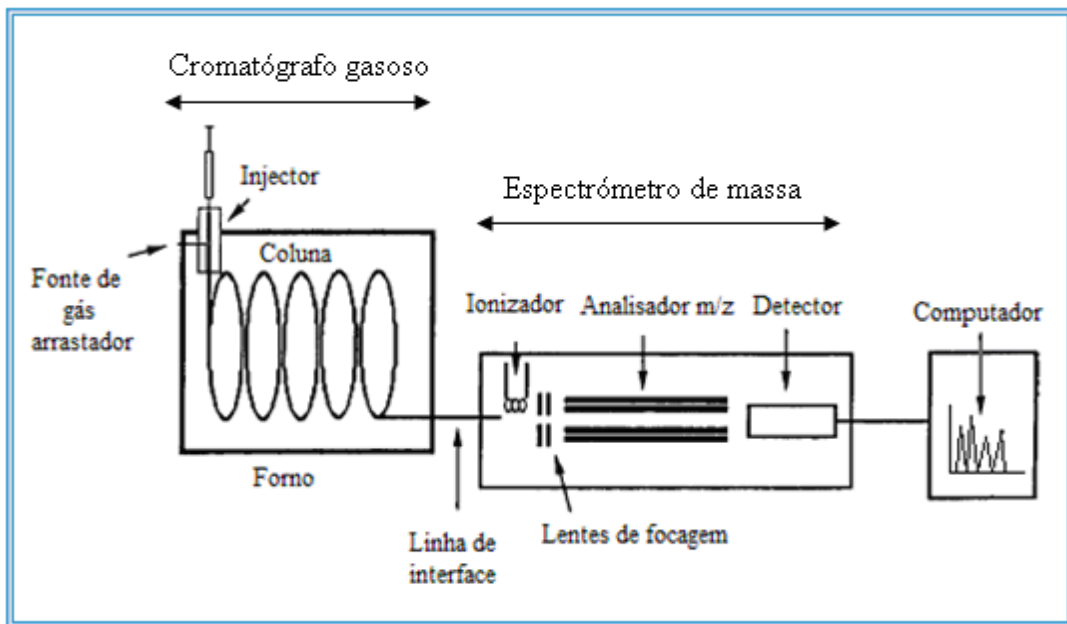 Cromatógrafo gasoso
Injector
Espectrómetro de massa
Coluna
Fonte de
gás
arrastador
Ionizador
Analisador m/z
Detector
Computador
Forno
Linha de
interface
Lentes de focagem